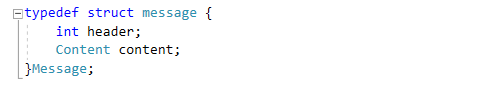 typedef struct message {
    int header;
    Content content;
}Message;